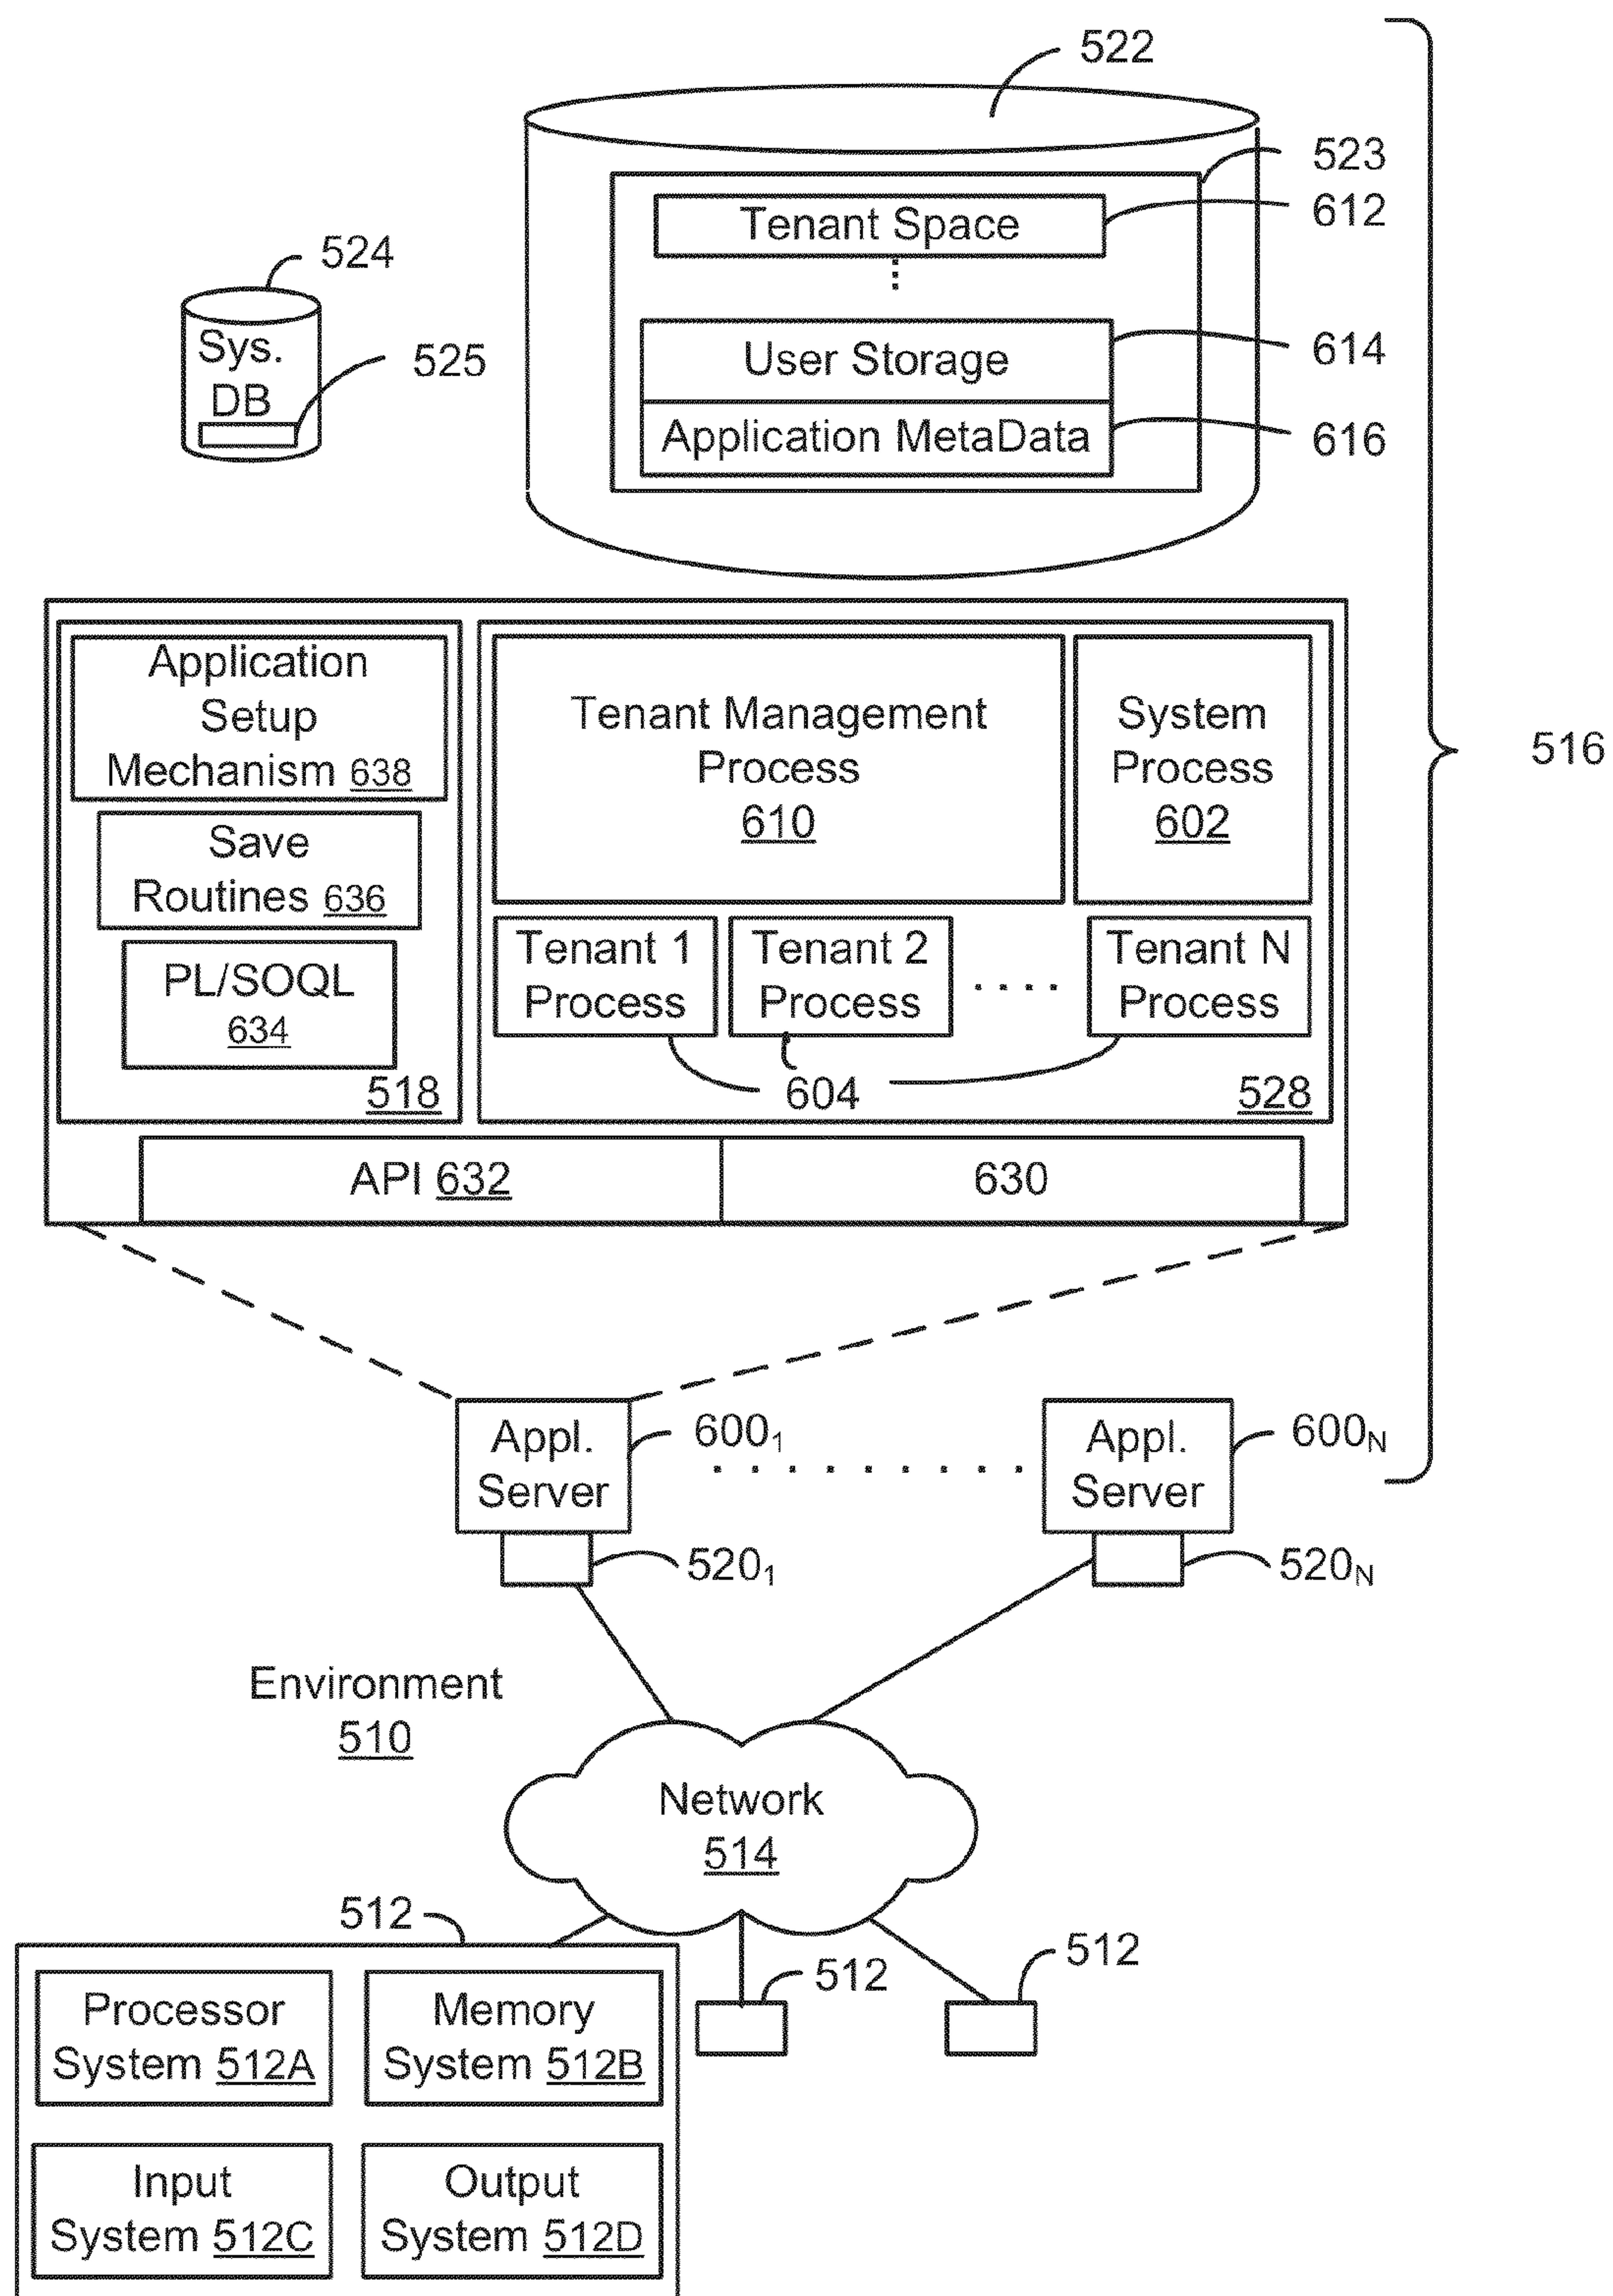 522
523
Tenant Space
612
524
Sys.
DB
525
User Storage
614
Application MetaData
616
516
Application
Setup
Mechanism 638
Tenant Management
Process
610
System
Process
602
Save
Routines 636
PL/SOQL
634
518
Tenant 1
Process
Tenant 2
Process
Tenant N
Process
604
528
API 632
630
Appl.
Server
600₁
Appl.
Server
600ₙ
520₁
520ₙ
Environment
510
Network
514
512
512
512
Processor
System 512A
Memory
System 512B
Input
System 512C
Output
System 512D